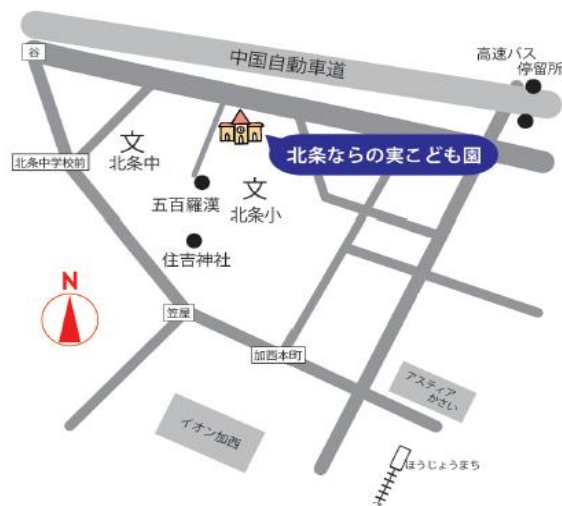 中国自動車道
高速バス
停留所
谷
文
北条中
北条中学校前
北条ならの実こども園
五百羅漢
文
北条小
住吉神社
N
笠屋
加西本町
アスティア
かさい
イオン加西
ほうじょうまち